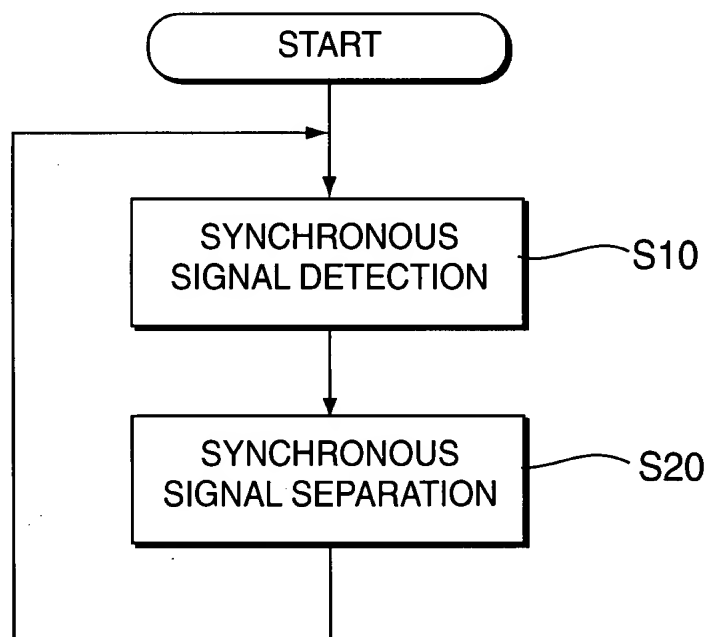 START
SYNCHRONOUS
SIGNAL DETECTION
S10
SYNCHRONOUS
SIGNAL SEPARATION
S20